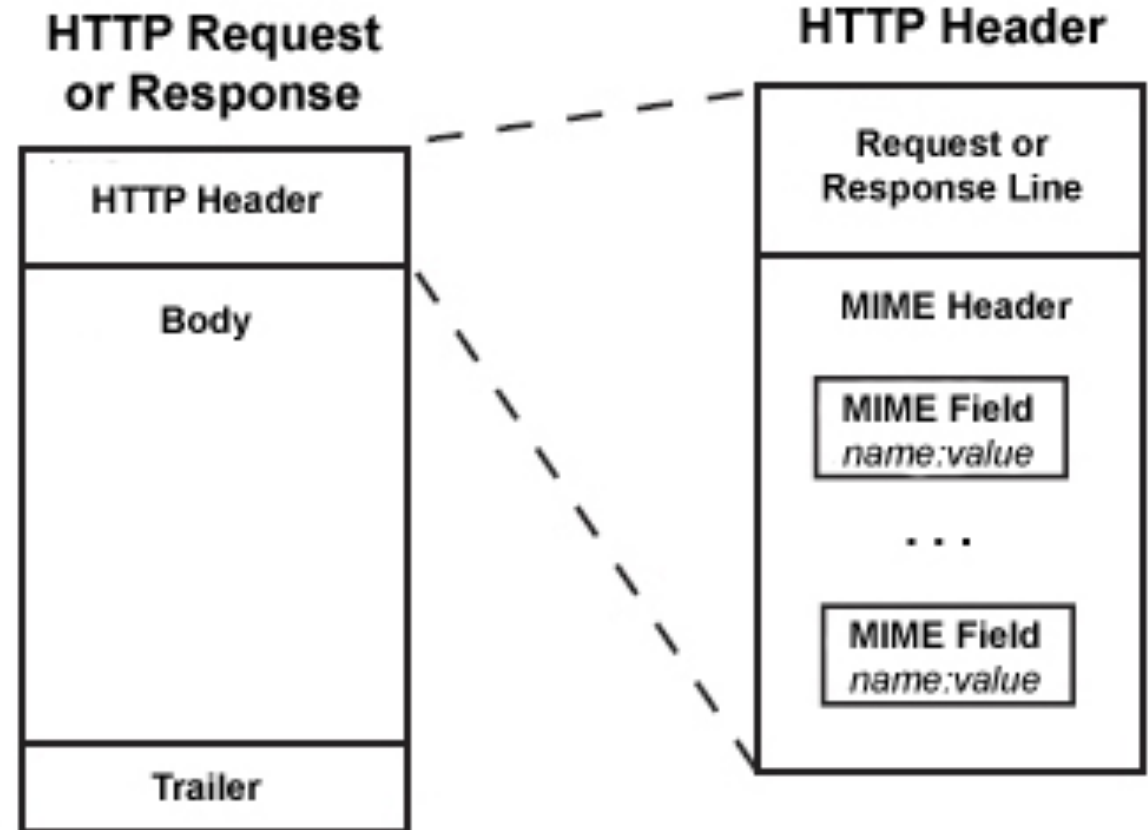 HTTP Request
or Response
HTTP Header
Body
Trailer
HTTP Header
Request or
Response Line
MIME Header
MIME Field
name:value
...
MIME Field
name:value